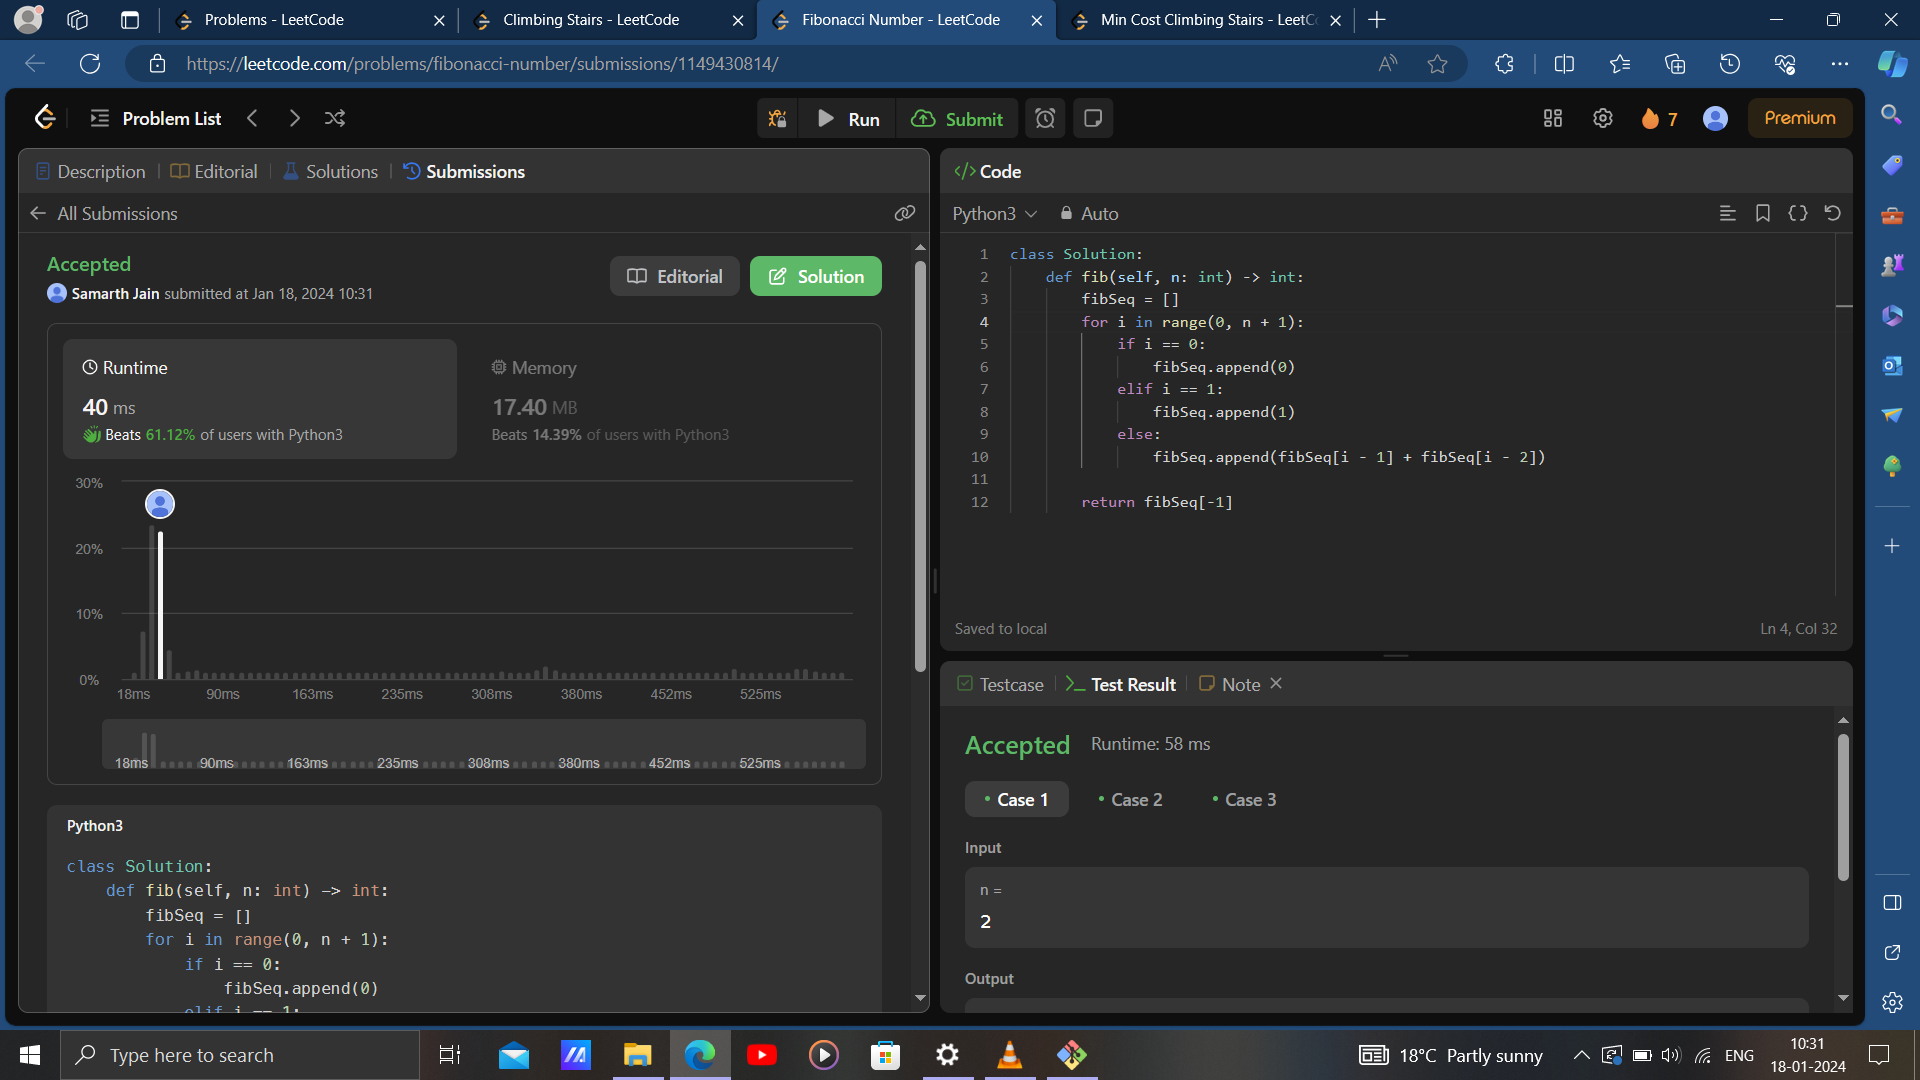 Problems - LeetCode
Climbing Stairs - LeetCode
Fibonacci Number - LeetCode
Min Cost Climbing Stairs - LeetC
https://leetcode.com/problems/fibonacci-number/submissions/1149430814/
Problem List
Run
Submit
7
Premium
Description
Editorial
Solutions
Submissions
All Submissions
Accepted
Samarth Jain submitted at Jan 18, 2024 10:31
Editorial
Solution
Runtime
40 ms
Beats 61.12% of users with Python3
Memory
17.40 MB
Beats 14.39% of users with Python3
30%
20%
10%
0%
18ms 90ms 163ms 235ms 308ms 380ms 452ms 525ms
18ms 90ms 163ms 235ms 308ms 380ms 452ms 525ms
Python3
class Solution:
    def fib(self, n: int) -> int:
        fibSeq = []
        for i in range(0, n + 1):
            if i == 0:
                fibSeq.append(0)
            elif i == 1:
Code
Python3
Auto
1 class Solution:
2     def fib(self, n: int) -> int:
3         fibSeq = []
4         for i in range(0, n + 1):
5             if i == 0:
6                 fibSeq.append(0)
7             elif i == 1:
8                 fibSeq.append(1)
9             else:
10                 fibSeq.append(fibSeq[i - 1] + fibSeq[i - 2])
11
12         return fibSeq[-1]
Saved to local
Ln 4, Col 32
Testcase
Test Result
Note
Accepted Runtime: 58 ms
Case 1
Case 2
Case 3
Input
n =
2
Output
Type here to search
18°C Partly sunny
ENG
10:31
18-01-2024